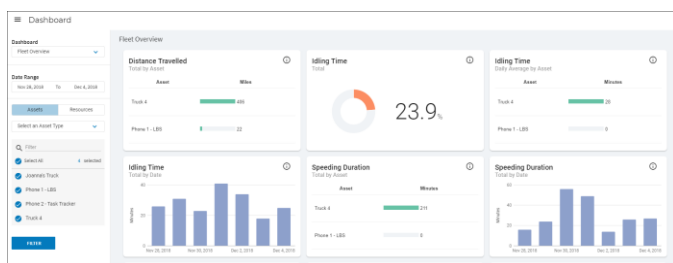 Dashboard
Dashboard
Fleet Overview
Date Range
Nov 28, 2018 To Dec 4, 2018
Assets Resources
Select an Asset Type
Filter
Select All 4 selected
Joanna's Truck
Phone 1 - LBS
Phone 2 - Task Tracker
Truck 4
FILTER
Fleet Overview
Distance Travelled
Total by Asset
Asset Miles
Truck 4
Phone 1 - LBS 22
Idling Time
Total
23.9%
Idling Time
Daily Average by Asset
Asset Minutes
Truck 4 28
Phone 1 - LBS 0
Idling Time
Total by Date
Minutes
40
20
0
Nov 28, 2018 Nov 30, 2018 Dec 2, 2018 Dec 4, 2018
Speeding Duration
Total by Asset
Asset Minutes
Truck 4 211
Phone 1 - LBS 0
Speeding Duration
Total by Date
Minutes
60
40
20
0
Nov 28, 2018 Nov 30, 2018 Dec 2, 2018 Dec 4, 2018